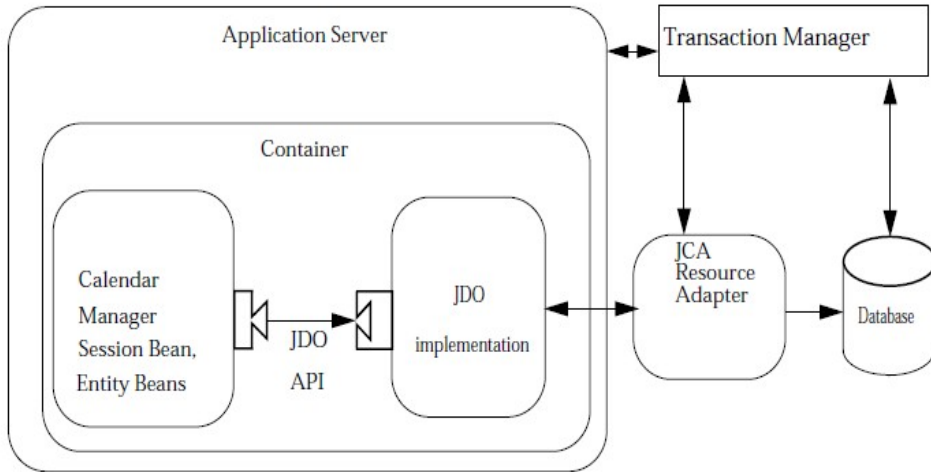 Application Server
Transaction Manager
Container
Calendar
Manager
Session Bean,
Entity Beans
JDO
API
JDO
implementation
JCA
Resource
Adapter
Database